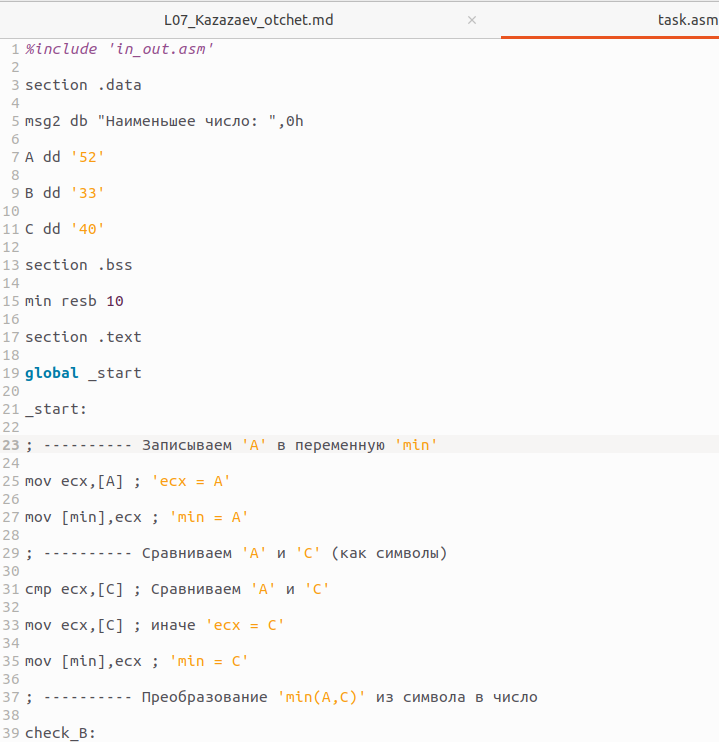 L07_Kazazaev_otchet.md × task.asm
1 %include 'in_out.asm'
2
3 section .data
4
5 msg2 db "Наименьшее число: ",0h
6
7 A dd '52'
8
9 B dd '33'
10
11 C dd '40'
12
13 section .bss
14
15 min resb 10
16
17 section .text
18
19 global _start
20
21 _start:
22
23 ; ---------- Записываем 'A' в переменную 'min'
24
25 mov ecx,[A] ; 'ecx = A'
26
27 mov [min],ecx ; 'min = A'
28
29 ; ---------- Сравниваем 'A' и 'C' (как символы)
30
31 cmp ecx,[C] ; Сравниваем 'A' и 'C'
32
33 mov ecx,[C] ; иначе 'ecx = C'
34
35 mov [min],ecx ; 'min = C'
36
37 ; ---------- Преобразование 'min(A,C)' из символа в число
38
39 check_B: